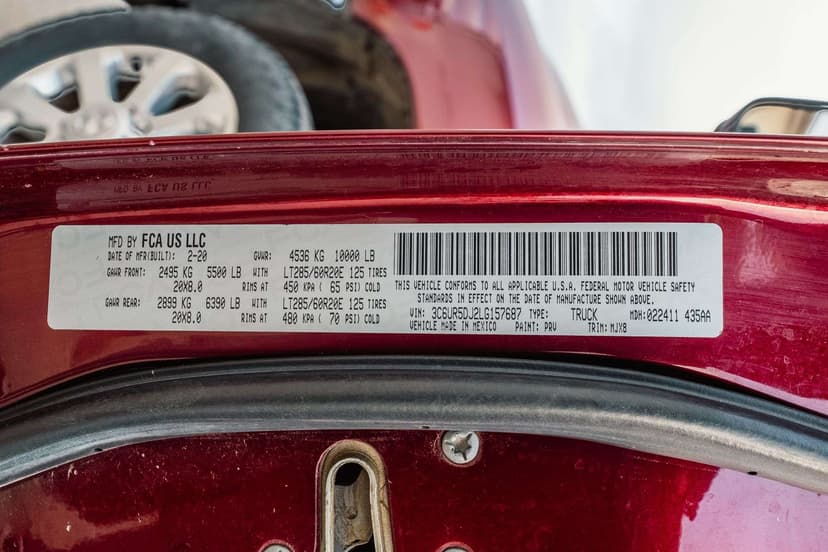 MFD BY FCA US LLC
DATE OF MFR(BUILT): 2-20 GVWR: 4536 KG 10000 LB
GAWR FRONT: 2495 KG 5500 LB WITH LT285/60R20E 125 TIRES
20X8.0 RIMS AT 450 KPA ( 65 PSI) COLD
GAWR REAR: 2899 KG 6390 LB WITH LT285/60R20E 125 TIRES
20X8.0 RIMS AT 480 KPA ( 70 PSI) COLD
THIS VEHICLE CONFORMS TO ALL APPLICABLE U.S.A. FEDERAL MOTOR VEHICLE SAFETY
STANDARDS IN EFFECT ON THE DATE OF MANUFACTURE SHOWN ABOVE.
VIN: 3C6UR5DJ2LG157687 TYPE: TRUCK MDH: 022411 435AA
VEHICLE MADE IN MEXICO PAINT: PRV TRIM: MJX8